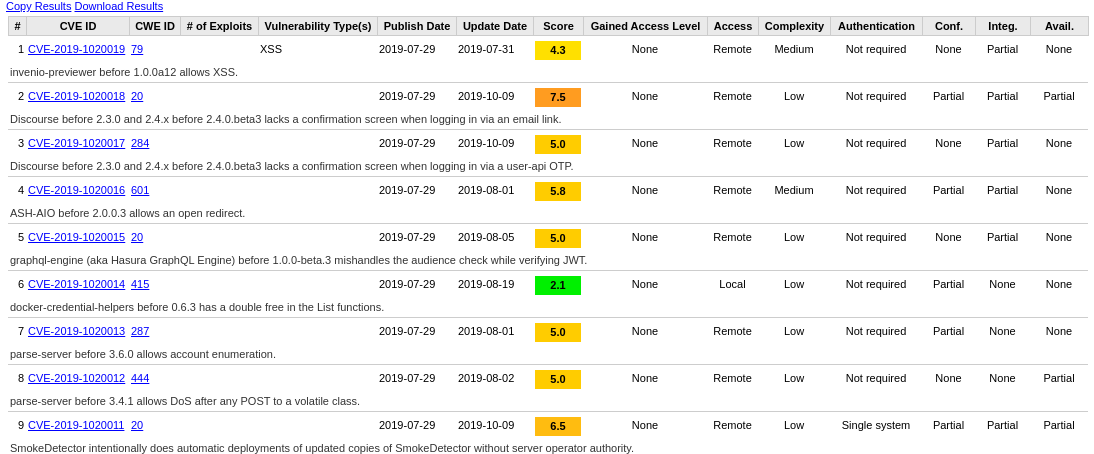 Copy Results Download Results
# CVE ID CWE ID # of Exploits Vulnerability Type(s) Publish Date Update Date Score Gained Access Level Access Complexity Authentication Conf. Integ. Avail.
1 CVE-2019-1020019 79 XSS 2019-07-29 2019-07-31 4.3 None Remote Medium Not required None Partial None
invenio-previewer before 1.0.0a12 allows XSS.
2 CVE-2019-1020018 20 2019-07-29 2019-10-09 7.5 None Remote Low Not required Partial Partial Partial
Discourse before 2.3.0 and 2.4.x before 2.4.0.beta3 lacks a confirmation screen when logging in via an email link.
3 CVE-2019-1020017 284 2019-07-29 2019-10-09 5.0 None Remote Low Not required None Partial None
Discourse before 2.3.0 and 2.4.x before 2.4.0.beta3 lacks a confirmation screen when logging in via a user-api OTP.
4 CVE-2019-1020016 601 2019-07-29 2019-08-01 5.8 None Remote Medium Not required Partial Partial None
ASH-AIO before 2.0.0.3 allows an open redirect.
5 CVE-2019-1020015 20 2019-07-29 2019-08-05 5.0 None Remote Low Not required None Partial None
graphql-engine (aka Hasura GraphQL Engine) before 1.0.0-beta.3 mishandles the audience check while verifying JWT.
6 CVE-2019-1020014 415 2019-07-29 2019-08-19 2.1 None Local Low Not required Partial None None
docker-credential-helpers before 0.6.3 has a double free in the List functions.
7 CVE-2019-1020013 287 2019-07-29 2019-08-01 5.0 None Remote Low Not required Partial None None
parse-server before 3.6.0 allows account enumeration.
8 CVE-2019-1020012 444 2019-07-29 2019-08-02 5.0 None Remote Low Not required None None Partial
parse-server before 3.4.1 allows DoS after any POST to a volatile class.
9 CVE-2019-1020011 20 2019-07-29 2019-10-09 6.5 None Remote Low Single system Partial Partial Partial
SmokeDetector intentionally does automatic deployments of updated copies of SmokeDetector without server operator authority.